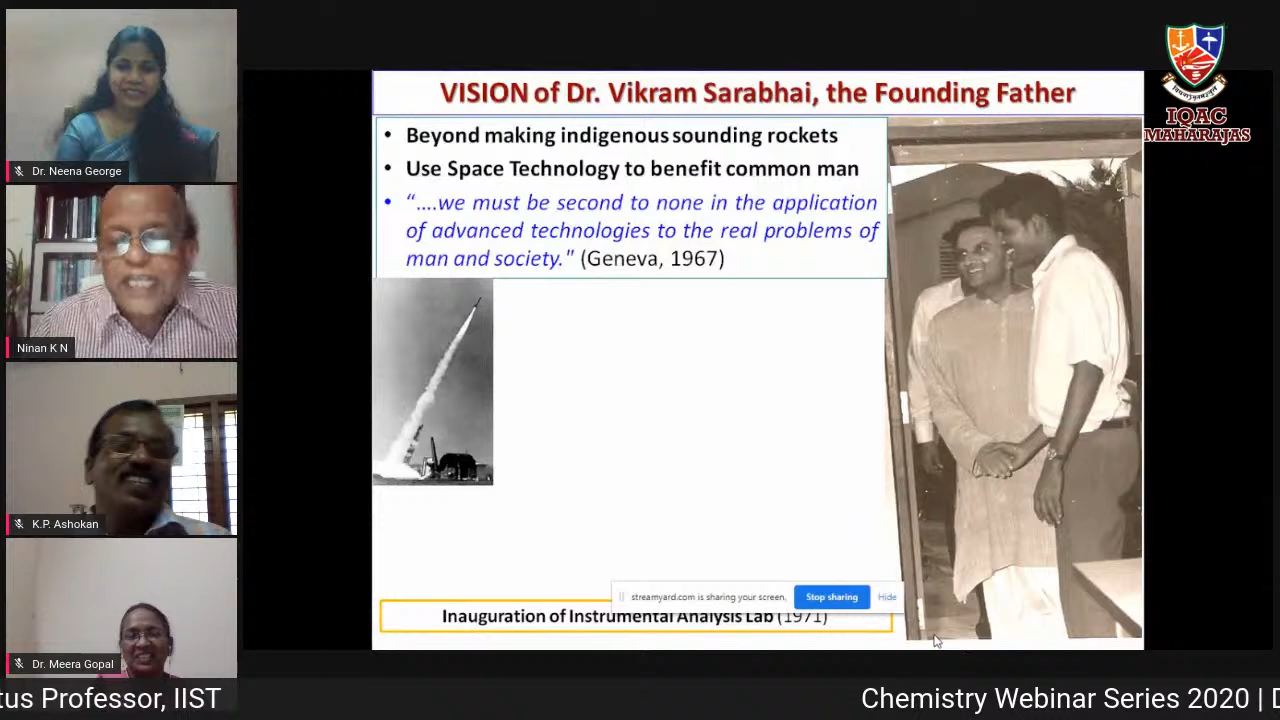 Dr. Neena George
Ninan K N
K.P. Ashokan
Dr. Meera Gopal
VISION of Dr. Vikram Sarabhai, the Founding Father
• Beyond making indigenous sounding rockets
• Use Space Technology to benefit common man
• “....we must be second to none in the application
of advanced technologies to the real problems of
man and society." (Geneva, 1967)
streamyard.com is sharing your screen.
Stop sharing
Hide
Inauguration of Instrumental Analysis Lab (1971)
IQAC
MAHARAJAS
tus Professor, IIST
Chemistry Webinar Series 2020 | D